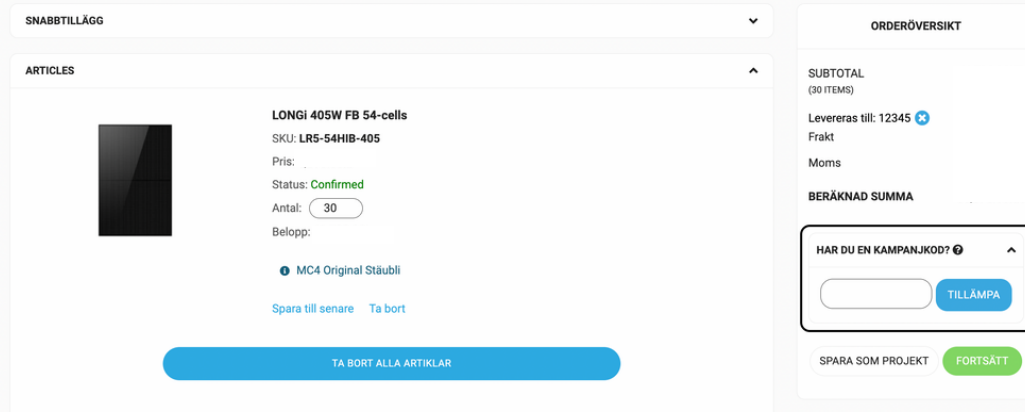 SNABBTILLÄGG
ARTICLES
LONGi 405W FB 54-cells
SKU: LR5-54HIB-405
Pris:
Status: Confirmed
Antal: 30
Belopp:
MC4 Original Stäubli
Spara till senare Ta bort
TA BORT ALLA ARTIKLAR
ORDERÖVERSIKT
SUBTOTAL
(30 ITEMS)
Levereras till: 12345
Frakt
Moms
BERÄKNAD SUMMA
HAR DU EN KAMPANJKOD?
TILLÄMPA
SPARA SOM PROJEKT FORTSÄTT